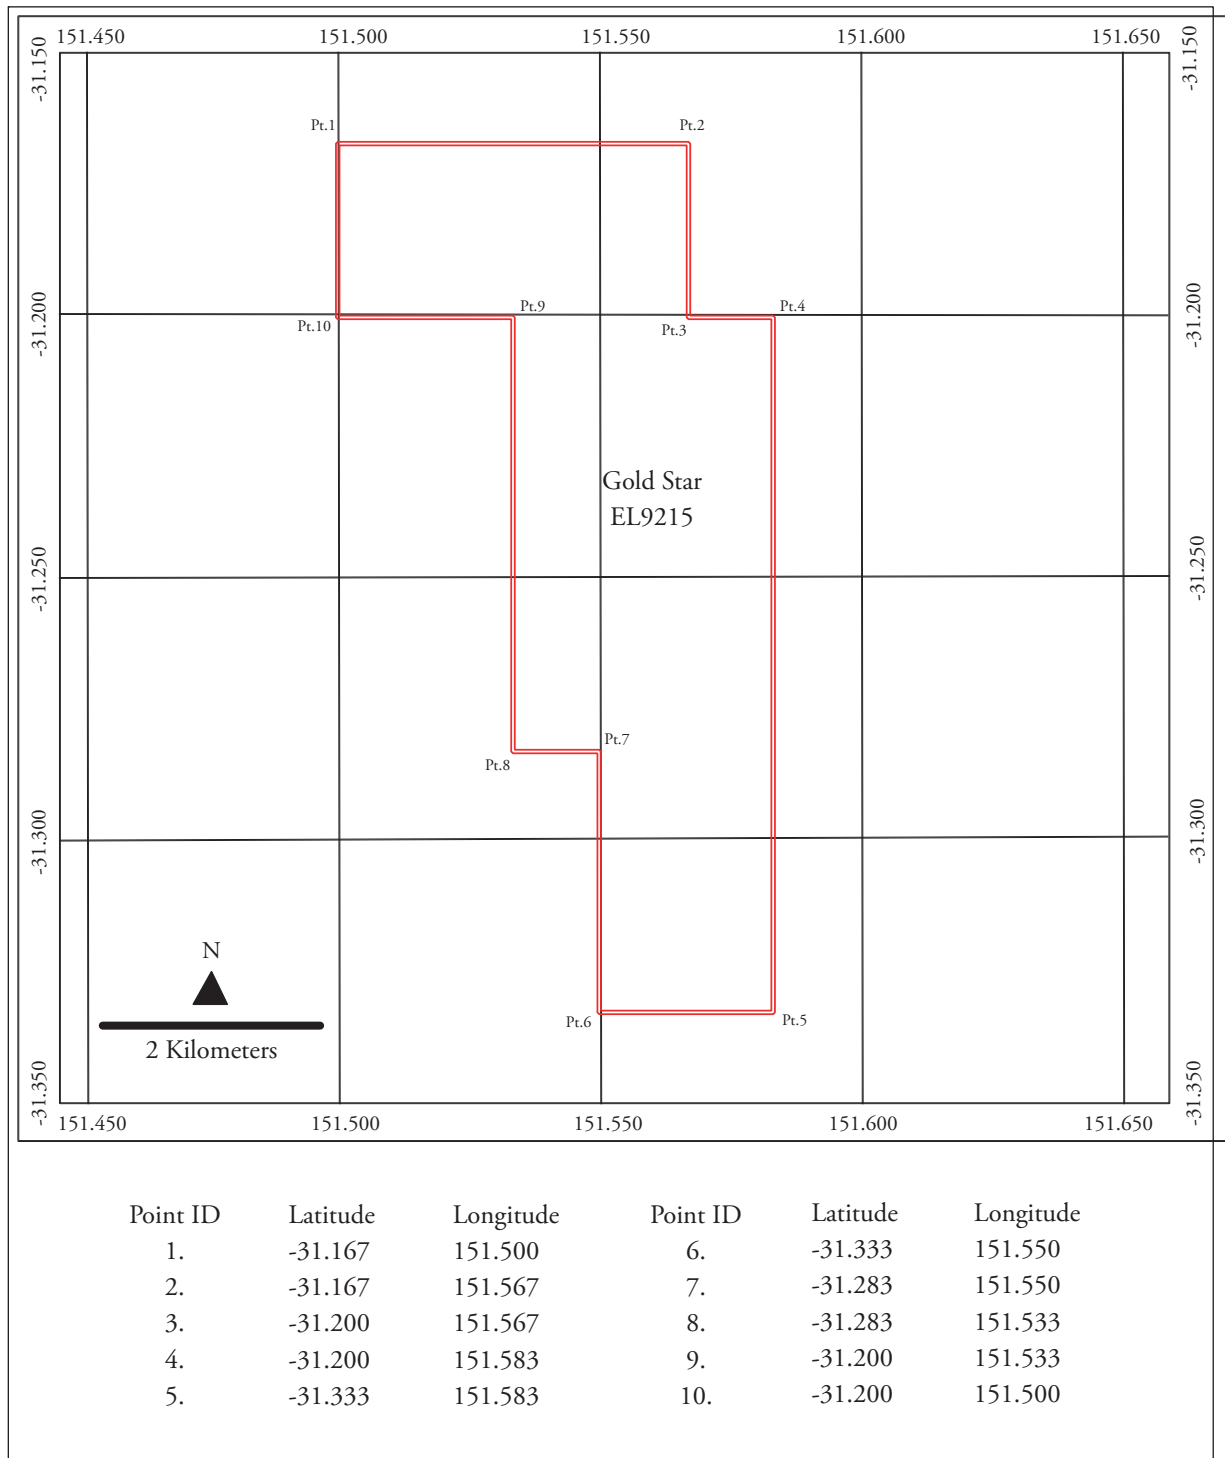 151.450 151.500 151.550 151.600 151.650
-31.150 -31.150
Pt.1 Pt.2
-31.200 Pt.10 Pt.9 Pt.3 Pt.4 -31.200
Gold Star
EL9215
-31.250 -31.250
Pt.8 Pt.7
-31.300 -31.300
N
2 Kilometers
Pt.6 Pt.5
-31.350 -31.350
151.450 151.500 151.550 151.600 151.650
Point ID Latitude Longitude Point ID Latitude Longitude
1. -31.167 151.500 6. -31.333 151.550
2. -31.167 151.567 7. -31.283 151.550
3. -31.200 151.567 8. -31.283 151.533
4. -31.200 151.583 9. -31.200 151.533
5. -31.333 151.583 10. -31.200 151.500